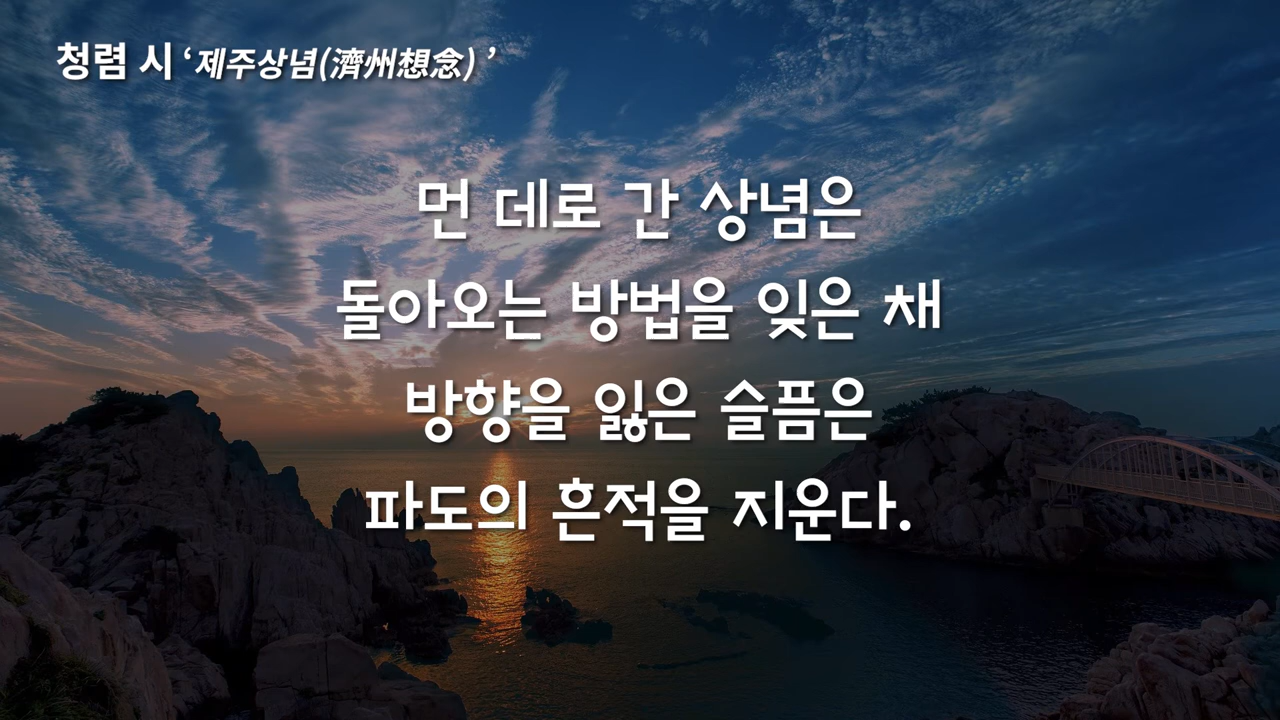 청렴 시 ‘제주상념(濟州想念)’
먼 데로 간 상념은
돌아오는 방법을 잊은 채
방향을 잃은 슬픔은
파도의 흔적을 지운다.